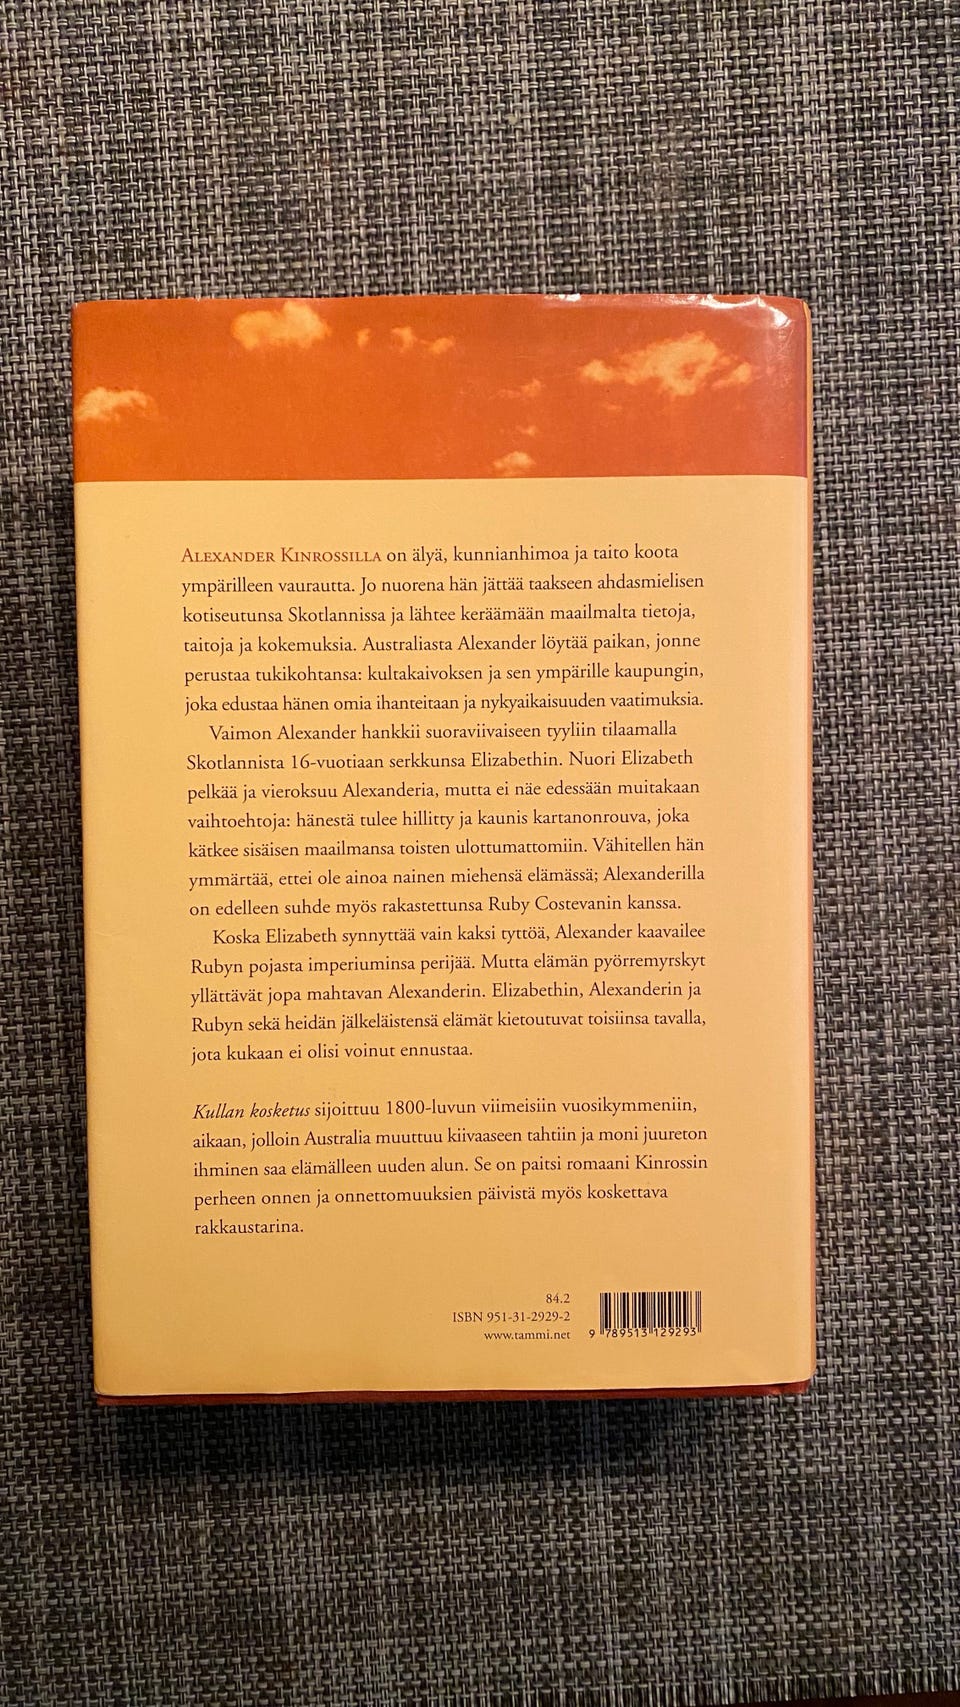 ALEXANDER KINROSSILLA on älyä, kunnianhimoa ja taito koota
ympärilleen vaurautta. Jo nuorena hän jättää taakseen ahdasmielisen
kotiseutunsa Skotlannissa ja lähtee keräämään maailmalta tietoja,
taitoja ja kokemuksia. Australiasta Alexander löytää paikan, jonne
perustaa tukikohtansa: kultakaivoksen ja sen ympärille kaupungin,
joka edustaa hänen omia ihanteitaan ja nykyaikaisuuden vaatimuksia.
Vaimon Alexander hankkii suoraviivaiseen tyyliin tilaamalla
Skotlannista 16-vuotiaan serkkunsa Elizabethin. Nuori Elizabeth
pelkää ja vieroksuu Alexanderia, mutta ei näe edessään muitakaan
vaihtoehtoja: hänestä tulee hillitty ja kaunis kartanonrouva, joka
kätkee sisäisen maailmansa toisten ulottumattomiin. Vähitellen hän
ymmärtää, ettei ole ainoa nainen miehensä elämässä; Alexanderilla
on edelleen suhde myös rakastettunsa Ruby Costevanin kanssa.
Koska Elizabeth synnyttää vain kaksi tyttöä, Alexander kaavailee
Rubyn pojasta imperiuminsa perijää. Mutta elämän pyörremyrskyt
yllättävät jopa mahtavan Alexanderin. Elizabethin, Alexanderin ja
Rubyn sekä heidän jälkeläistensä elämät kietoutuvat toisiinsa tavalla,
jota kukaan ei olisi voinut ennustaa.
Kullan kosketus sijoittuu 1800-luvun viimeisiin vuosikymmeniin,
aikaan, jolloin Australia muuttuu kiivaaseen tahtiin ja moni juureton
ihminen saa elämälleen uuden alun. Se on paitsi romaani Kinrossin
perheen onnen ja onnettomuuksien päivistä myös koskettava
rakkaustarina.
84.2
ISBN 951-31-2929-2
www.tammi.net
9 789513 129293